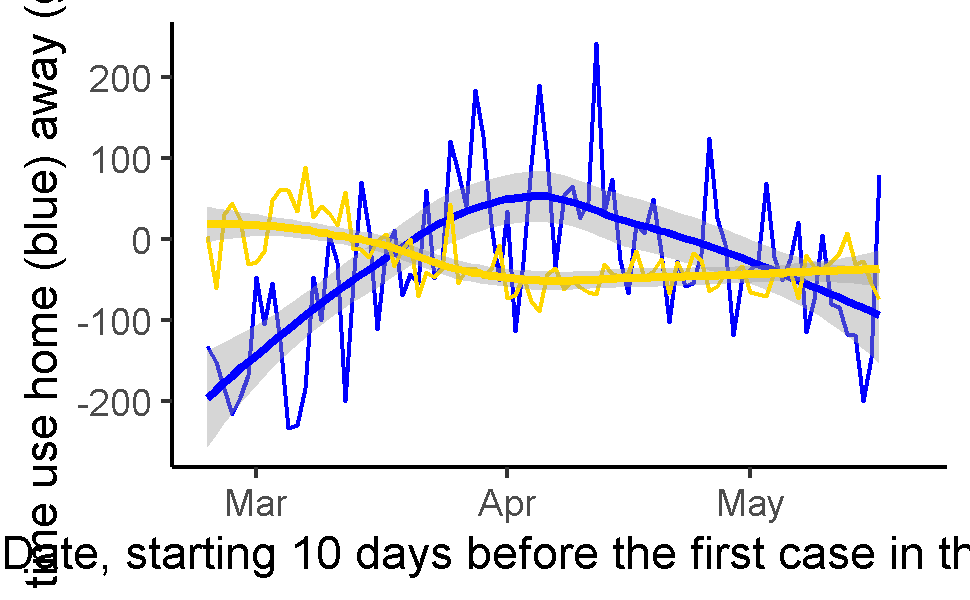 time use home (blue) away (
200
100
0
-100
-200
Mar
Apr
May
Date, starting 10 days before the first case in th